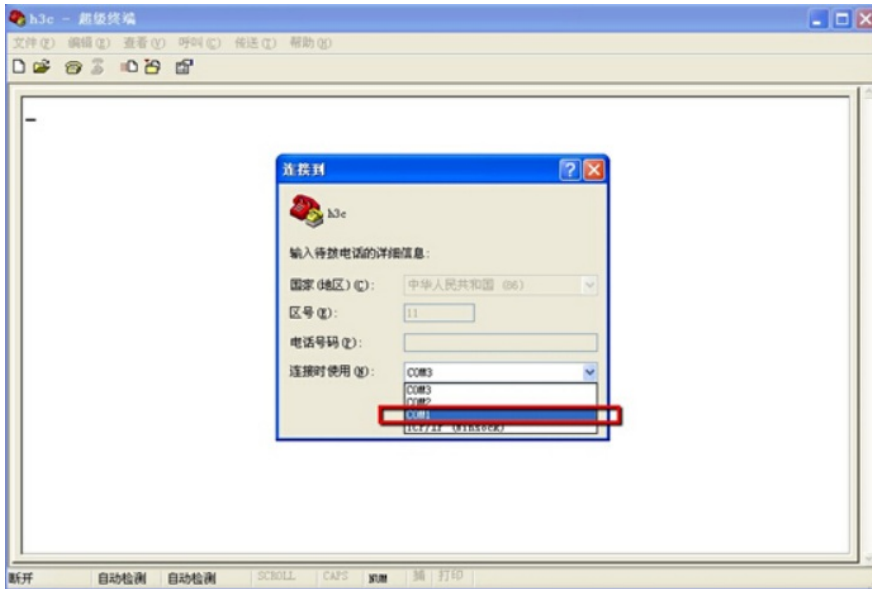 h3c - 超级终端
文件(F) 编辑(E) 查看(V) 呼叫(C) 传送(T) 帮助(H)
连接到
h3c
输入待拨电话的详细信息:
国家(地区)(C): 中华人民共和国 (86)
区号(E): 11
电话号码(P):
连接时使用(N): COM3
COM3
COM2
COM1
TCP/IP (Winsock)
断开 自动检测 自动检测 SCROLL CAPS NUM 捕 打印